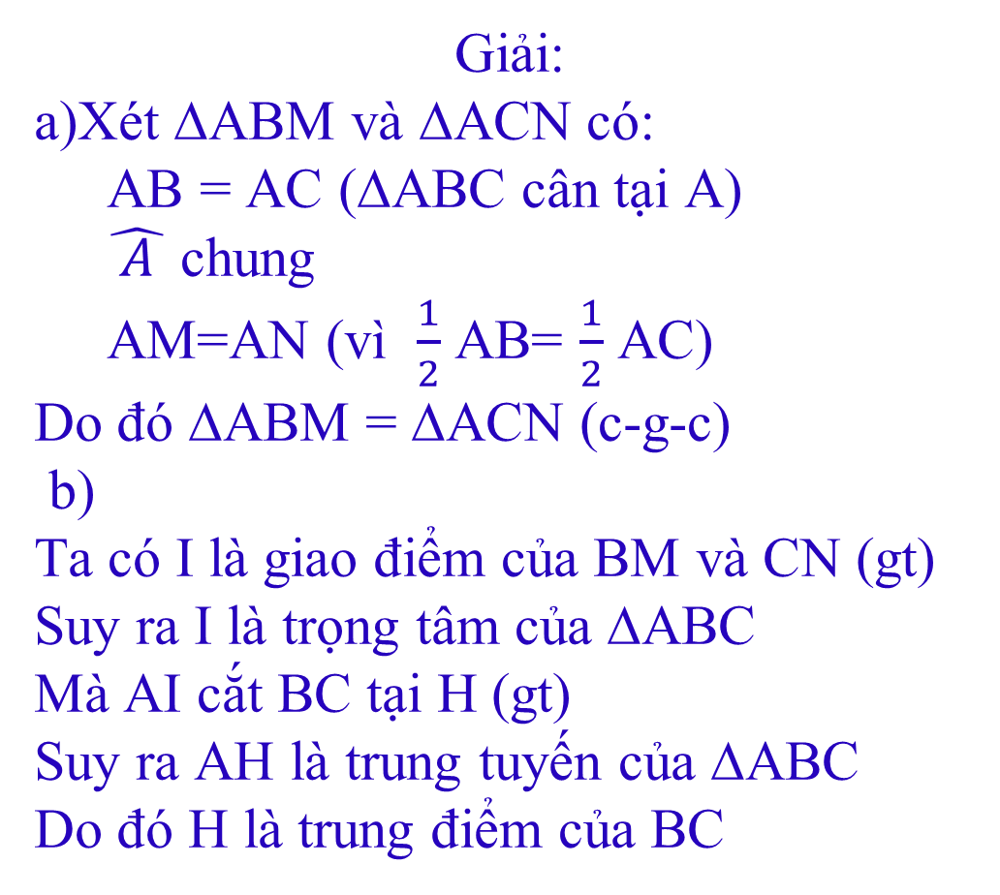 Giải:
a)Xét ΔABM và ΔACN có:
AB = AC (ΔABC cân tại A)
$\widehat{A}$ chung
AM=AN (vì $\frac{1}{2}$ AB= $\frac{1}{2}$ AC)
Do đó ΔABM = ΔACN (c-g-c)
b)
Ta có I là giao điểm của BM và CN (gt)
Suy ra I là trọng tâm của ΔABC
Mà AI cắt BC tại H (gt)
Suy ra AH là trung tuyến của ΔABC
Do đó H là trung điểm của BC